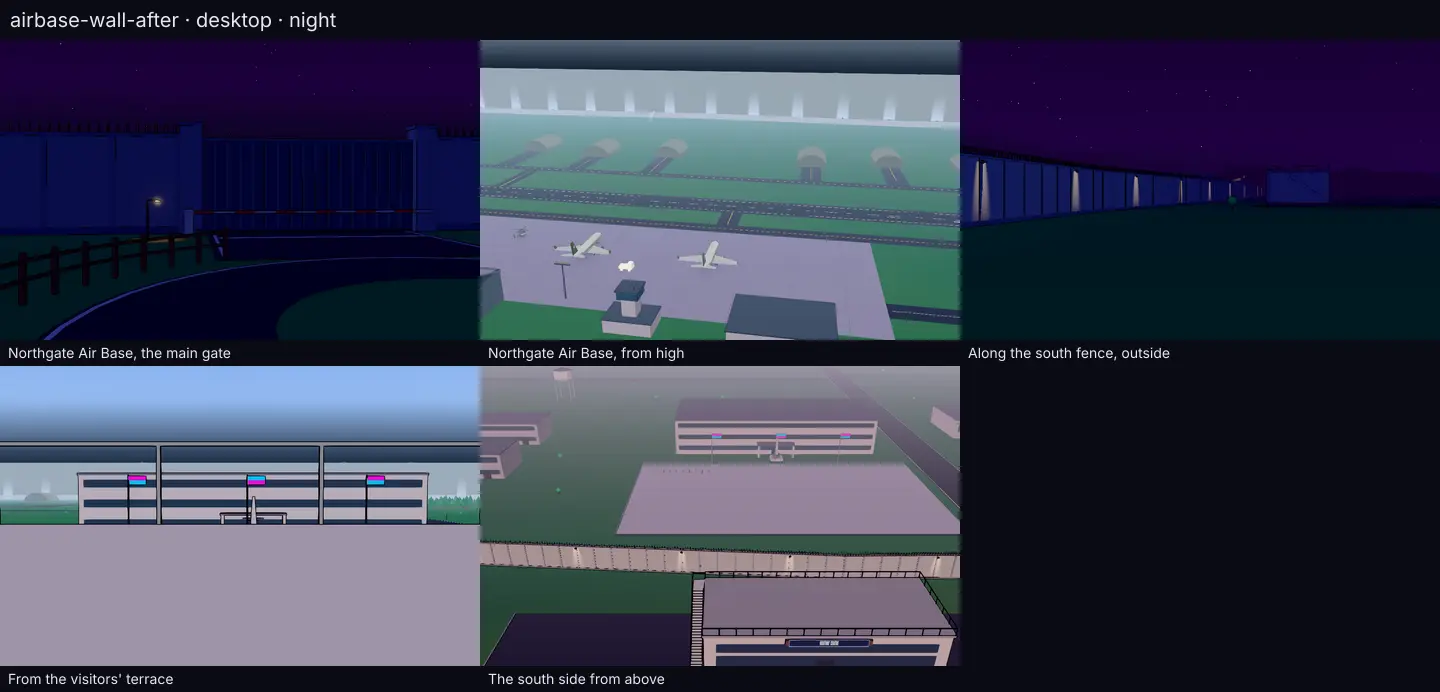 airbase-wall-after · desktop · night
Northgate Air Base, the main gate
Northgate Air Base, from high
Along the south fence, outside
From the visitors' terrace
The south side from above